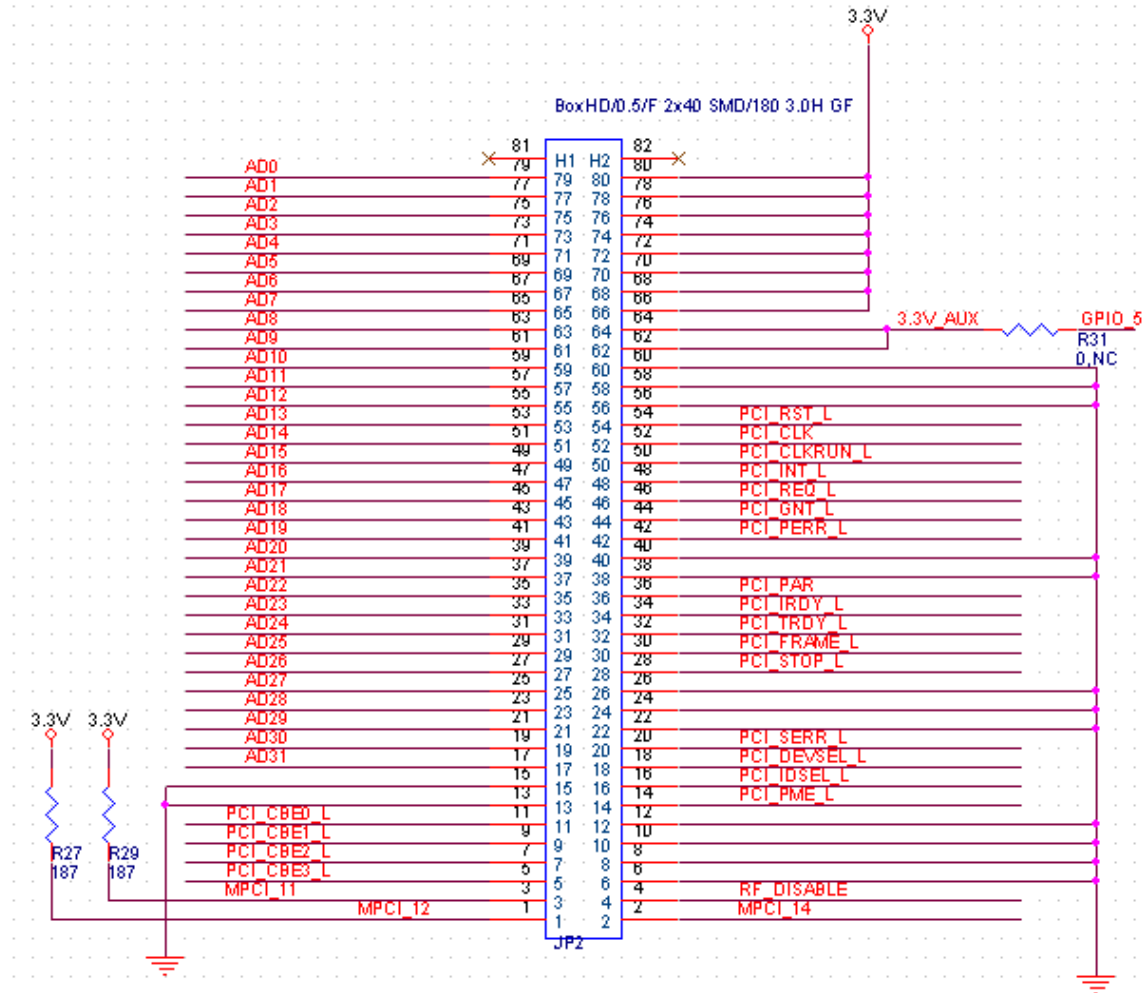 3.3V
BoxHD/0.5/F 2x40 SMD/180 3.0H GF
81 82
H1 H2
AD0 79 79 80 80
AD1 77 77 78 78
AD2 75 75 76 76
AD3 73 73 74 74
AD4 71 71 72 72
AD5 69 69 70 70
AD6 67 67 68 68
AD7 65 65 66 66
AD8 63 63 64 64 3.3V_AUX GPIO_5
AD9 61 61 62 62 R31
AD10 59 59 60 60 0,NC
AD11 57 57 58 58
AD12 55 55 56 56
AD13 53 53 54 54 PCI_RST_L
AD14 51 51 52 52 PCI_CLK
AD15 49 49 50 50 PCI_CLKRUN_L
AD16 47 47 48 48 PCI_INT_L
AD17 45 45 46 46 PCI_REQ_L
AD18 43 43 44 44 PCI_GNT_L
AD19 41 41 42 42 PCI_PERR_L
AD20 39 39 40 40
AD21 37 37 38 38
AD22 35 35 36 36 PCI_PAR
AD23 33 33 34 34 PCI_IRDY_L
AD24 31 31 32 32 PCI_TRDY_L
AD25 29 29 30 30 PCI_FRAME_L
AD26 27 27 28 28 PCI_STOP_L
AD27 25 25 26 26
AD28 23 23 24 24
AD29 21 21 22 22
3.3V 3.3V
AD30 19 19 20 20 PCI_SERR_L
AD31 17 17 18 18 PCI_DEVSEL_L
15 15 16 16 PCI_IDSEL_L
13 13 14 14 PCI_PME_L
PCI_CBE0_L 11 11 12 12
PCI_CBE1_L 9 9 10 10
R27 R29
187 187
PCI_CBE2_L 7 7 8 8
PCI_CBE3_L 5 5 6 6
MPCI_11 3 3 4 4 RF_DISABLE
MPCI_12 1 1 2 2 MPCI_14
JP2